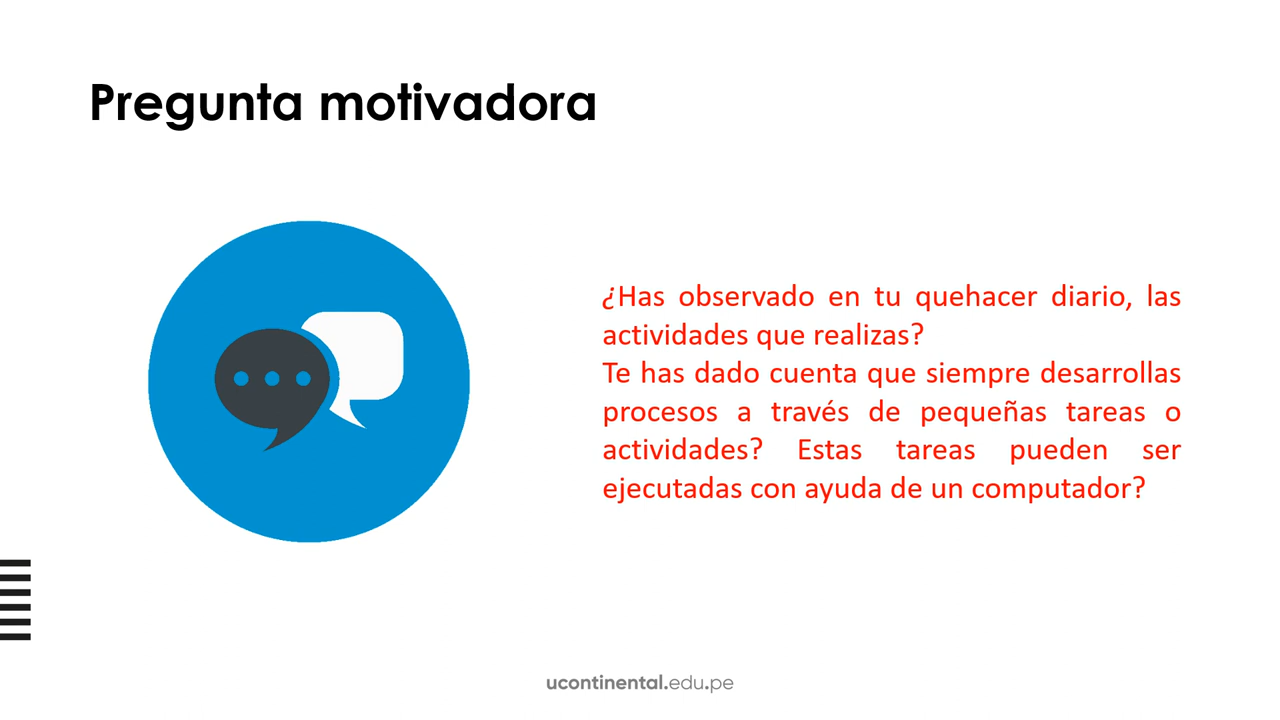 Pregunta motivadora
¿Has observado en tu quehacer diario, las
actividades que realizas?
Te has dado cuenta que siempre desarrollas
procesos a través de pequeñas tareas o
actividades? Estas tareas pueden ser
ejecutadas con ayuda de un computador?
ucontinental.edu.pe